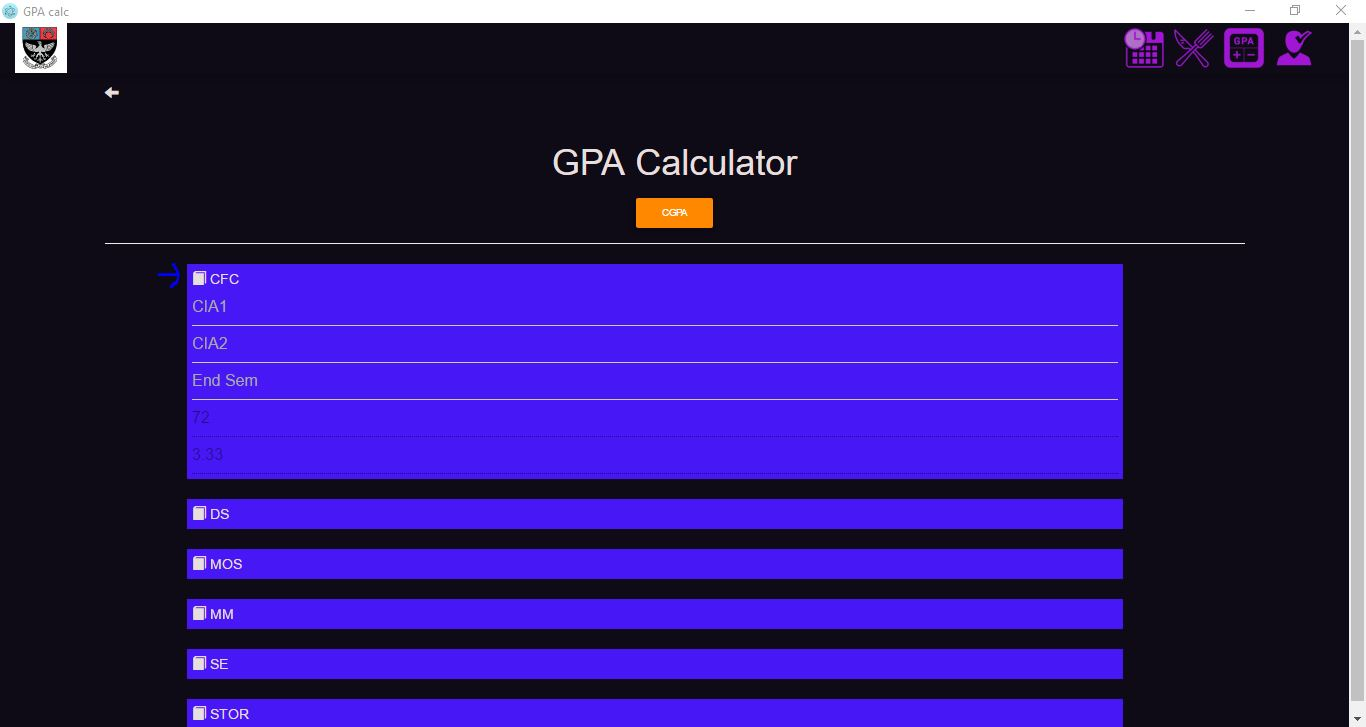 GPA calc
GPA
GPA Calculator
CGPA
CFC
CIA1
CIA2
End Sem
72
3.33
DS
MOS
MM
SE
STOR